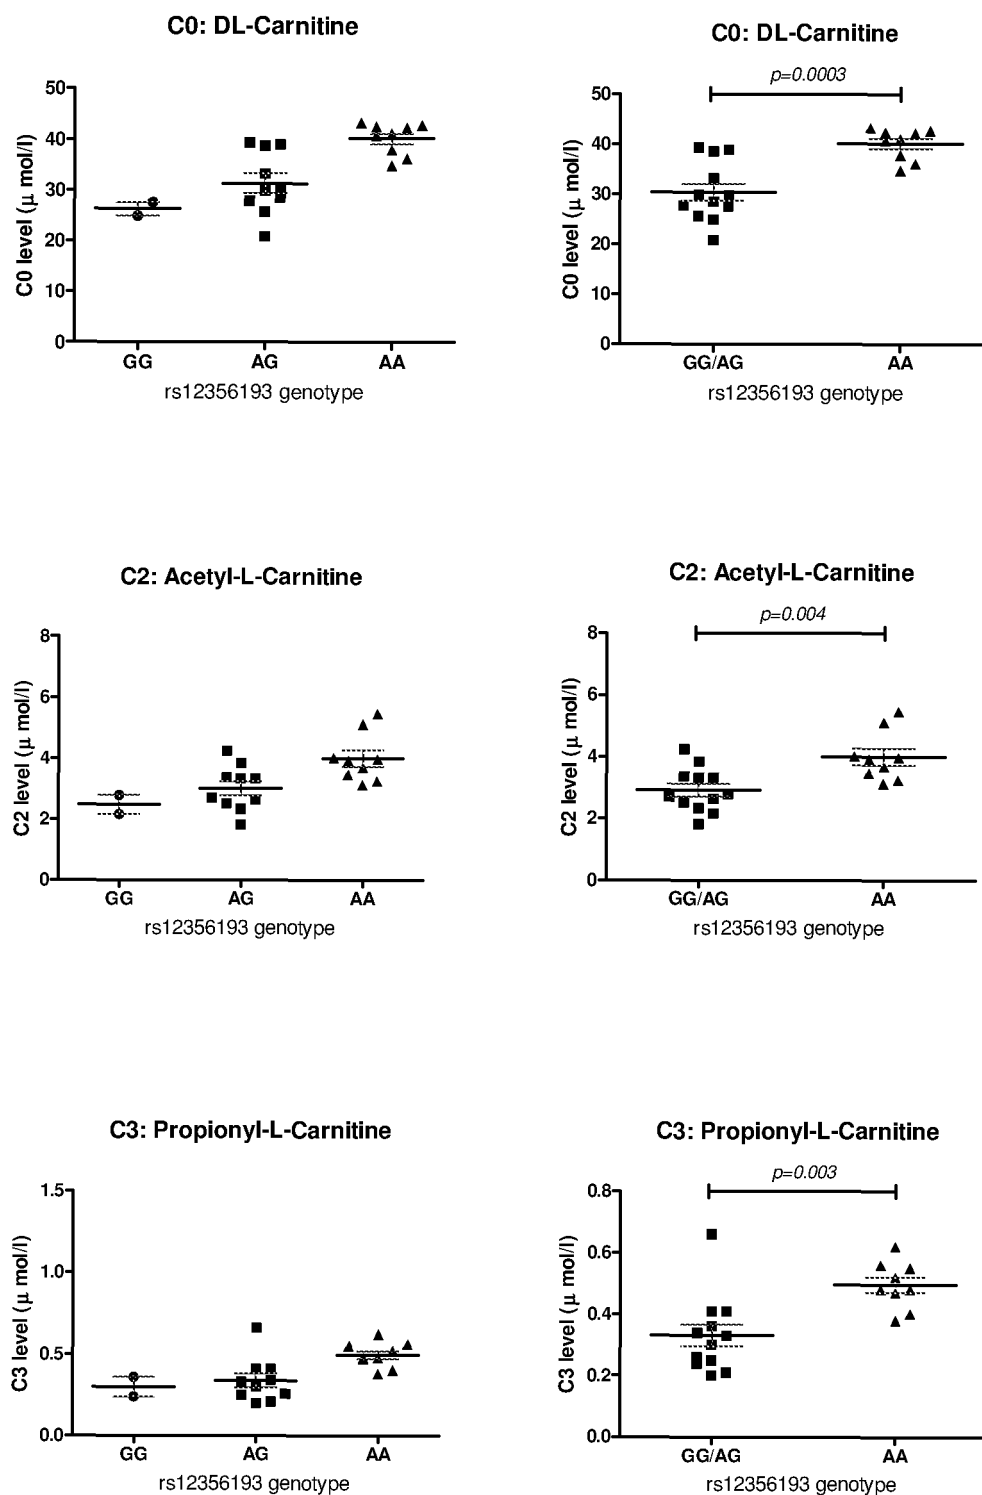 C0: DL-Carnitine
C0 level (μ mol/l)
50
40
30
20
10
0
GG AG AA
rs12356193 genotype
C0: DL-Carnitine
p=0.0003
C0 level (μ mol/l)
50
40
30
20
10
0
GG/AG AA
rs12356193 genotype
C2: Acetyl-L-Carnitine
C2 level (μ mol/l)
8
6
4
2
0
GG AG AA
rs12356193 genotype
C2: Acetyl-L-Carnitine
p=0.004
C2 level (μ mol/l)
8
6
4
2
0
GG/AG AA
rs12356193 genotype
C3: Propionyl-L-Carnitine
C3 level (μ mol/l)
1.5
1.0
0.5
0.0
GG AG AA
rs12356193 genotype
C3: Propionyl-L-Carnitine
p=0.003
C3 level (μ mol/l)
0.8
0.6
0.4
0.2
0.0
GG/AG AA
rs12356193 genotype